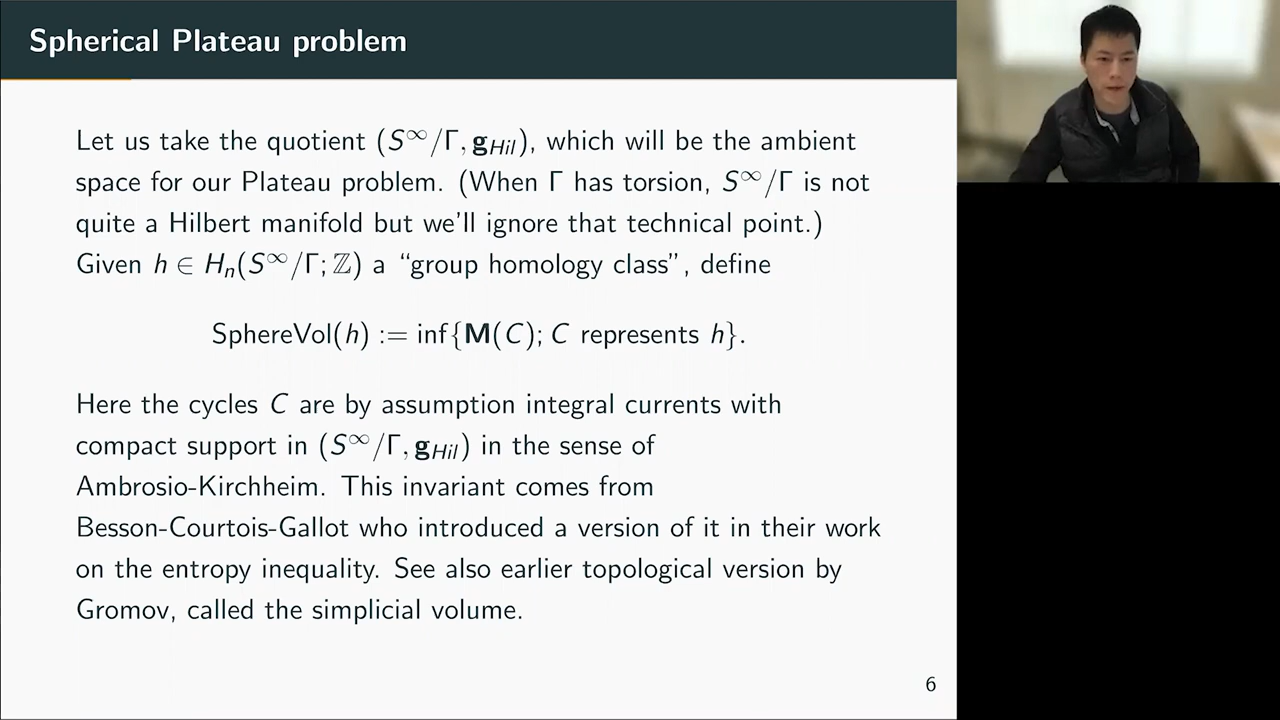 Spherical Plateau problem
Let us take the quotient (S^∞/Γ, g_Hil), which will be the ambient
space for our Plateau problem. (When Γ has torsion, S^∞/Γ is not
quite a Hilbert manifold but we'll ignore that technical point.)
Given h ∈ H_n(S^∞/Γ; ℤ) a “group homology class”, define
SphereVol(h) := inf{M(C); C represents h}.
Here the cycles C are by assumption integral currents with
compact support in (S^∞/Γ, g_Hil) in the sense of
Ambrosio-Kirchheim. This invariant comes from
Besson-Courtois-Gallot who introduced a version of it in their work
on the entropy inequality. See also earlier topological version by
Gromov, called the simplicial volume.
6